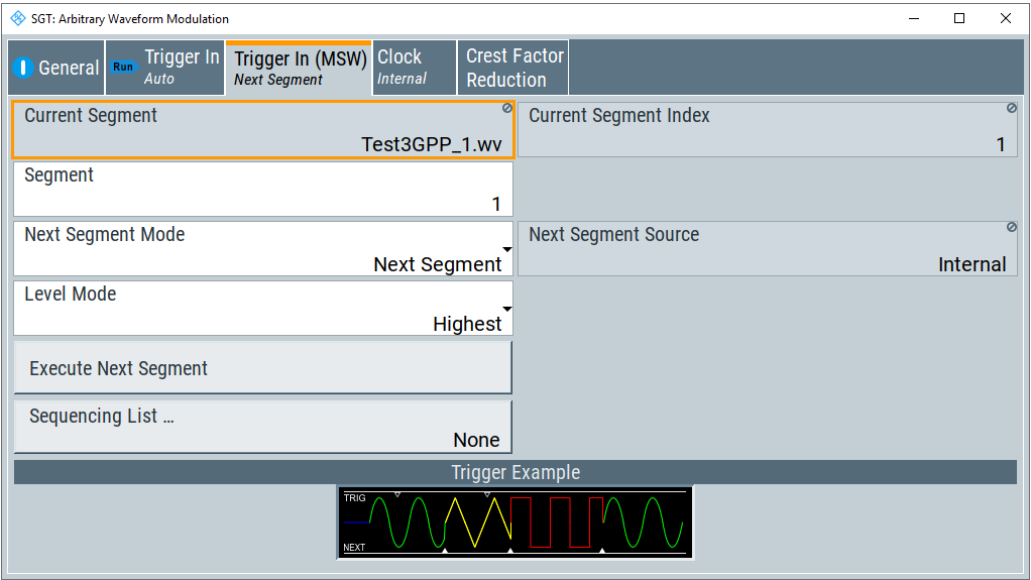 SGT: Arbitrary Waveform Modulation
General
Run
Trigger In
Auto
Trigger In (MSW)
Next Segment
Clock
Internal
Crest Factor
Reduction
Current Segment
Test3GPP_1.wv
Current Segment Index
1
Segment
1
Next Segment Mode
Next Segment
Next Segment Source
Internal
Level Mode
Highest
Execute Next Segment
Sequencing List ...
None
Trigger Example
TRIG
NEXT